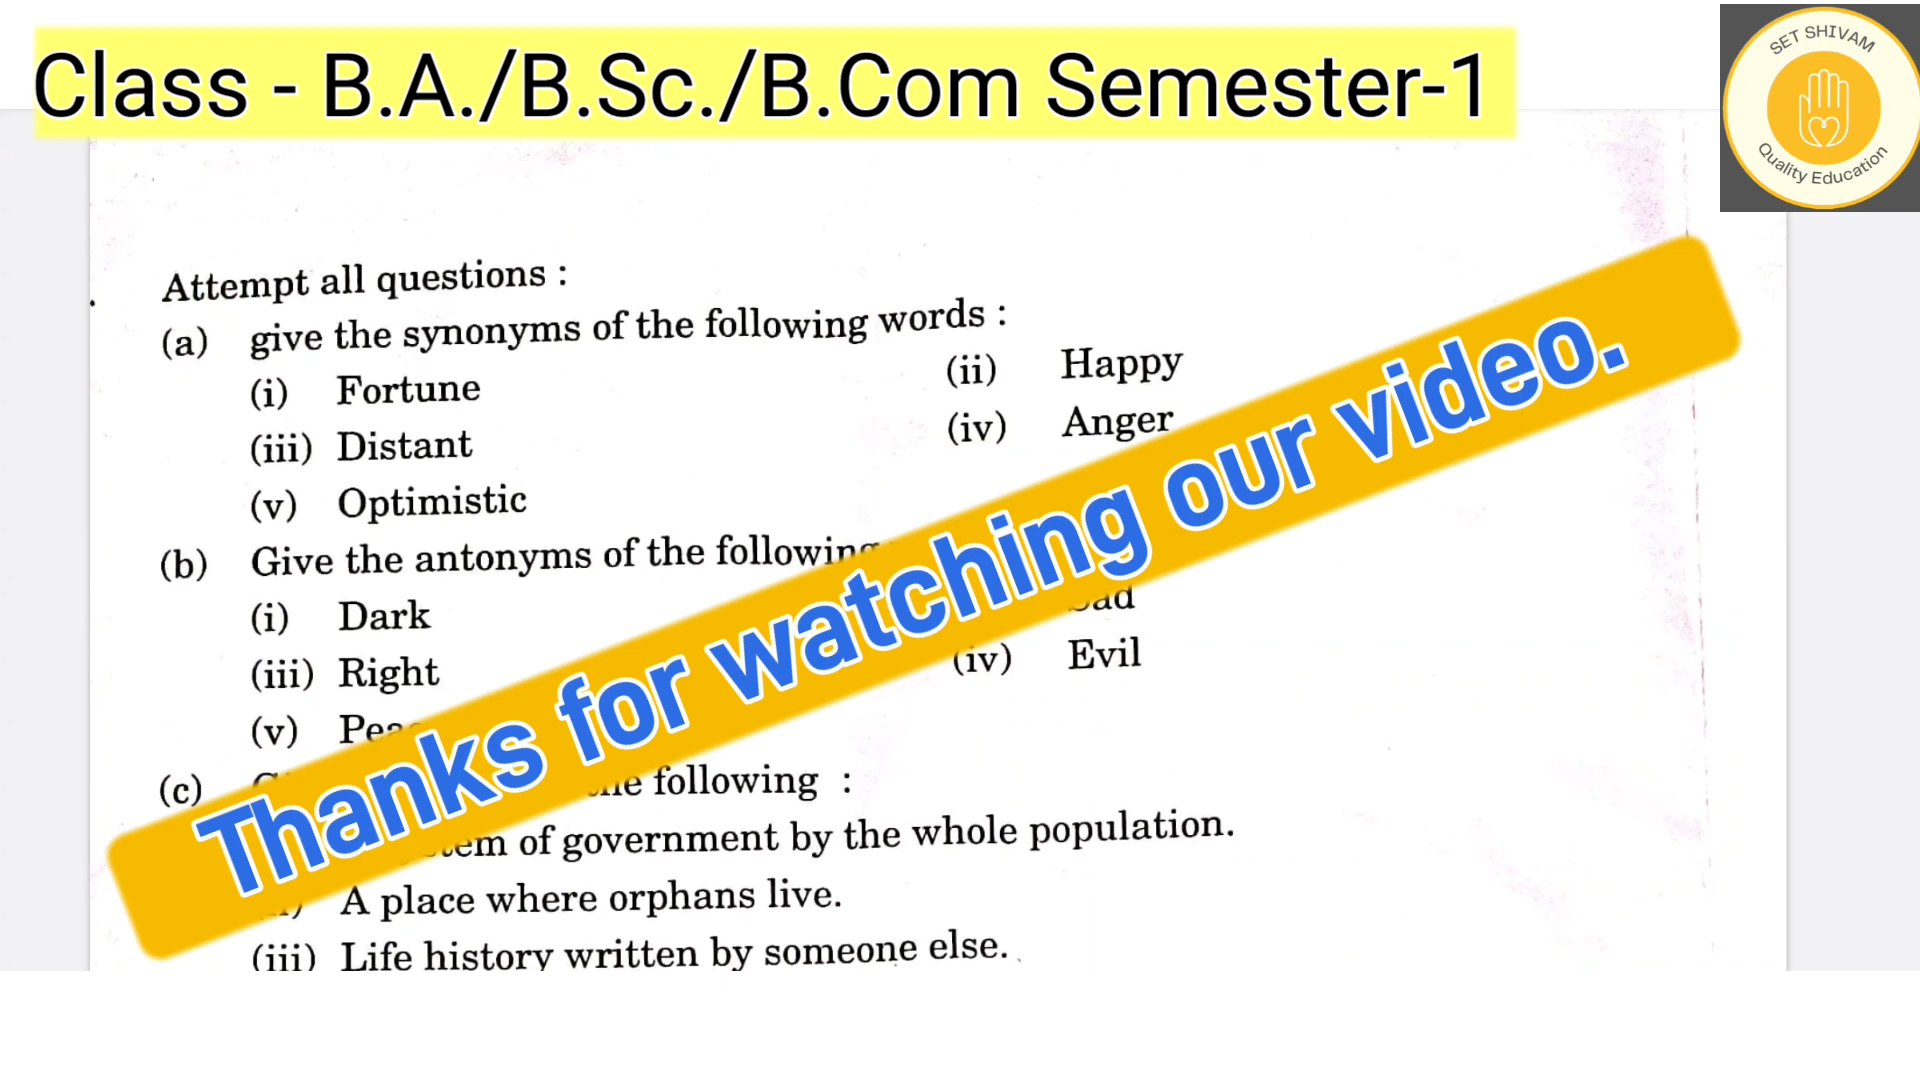 Class - B.A./B.Sc./B.Com Semester-1
SET SHIVAM
Quality Education
Attempt all questions :
(a) give the synonyms of the following words :
(i) Fortune (ii) Happy
(iii) Distant (iv) Anger
(v) Optimistic
(b) Give the antonyms of the following
(i) Dark
(iii) Right (iv) Evil
(v)
(c) following :
of government by the whole population.
A place where orphans live.
(iii) Life history written by someone else.
Thanks for watching our video.